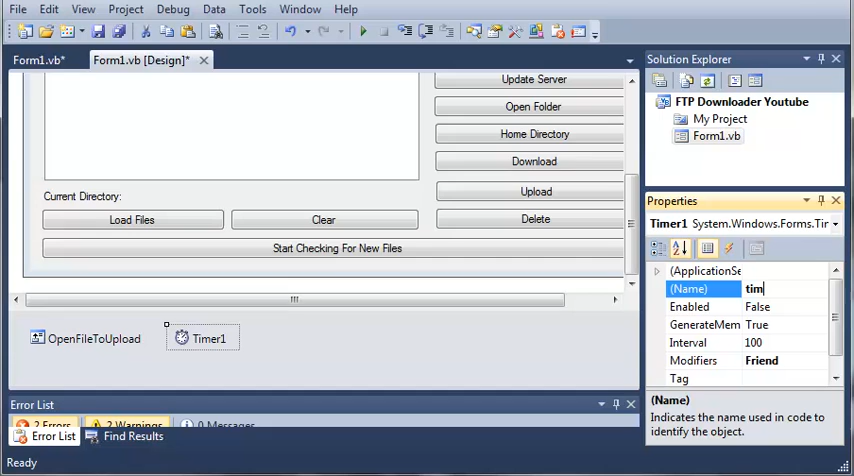 File Edit View Project Debug Data Tools Window Help
Form1.vb* Form1.vb [Design]*
Update Server
Open Folder
Home Directory
Download
Upload
Delete
Current Directory:
Load Files Clear
Start Checking For New Files
OpenFileToUpload Timer1
Solution Explorer
FTP Downloader Youtube
My Project
Form1.vb
Properties
Timer1 System.Windows.Forms.Tir
(ApplicationSe
(Name) tim
Enabled False
GenerateMem True
Interval 100
Modifiers Friend
Tag
(Name)
Indicates the name used in code to
identify the object.
Error List
2 Errors 2 Warnings 0 Messages
Error List Find Results
Ready